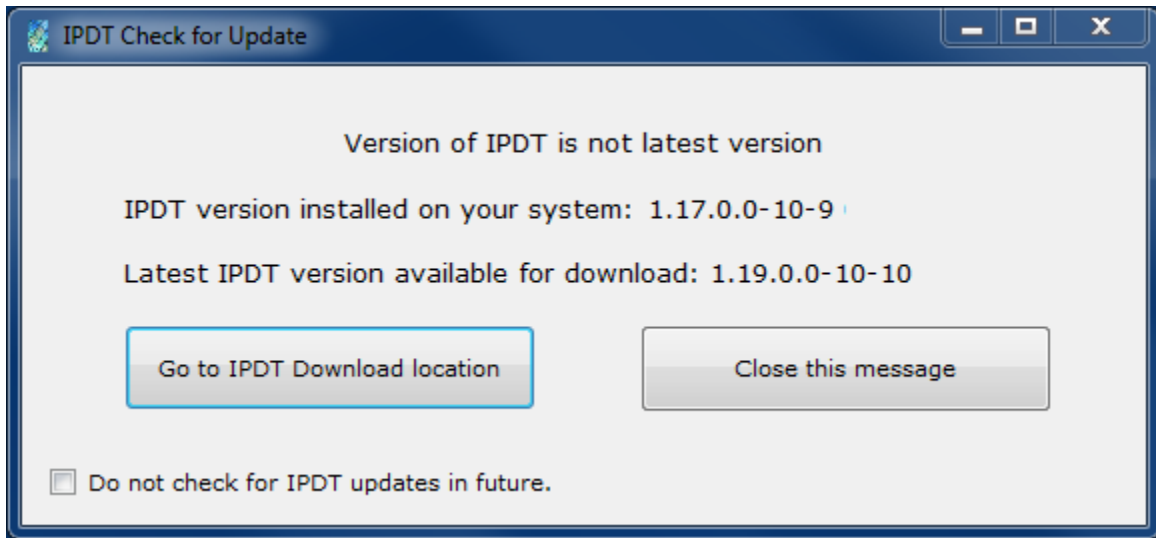 IPDT Check for Update
Version of IPDT is not latest version
IPDT version installed on your system: 1.17.0.0-10-9
Latest IPDT version available for download: 1.19.0.0-10-10
Go to IPDT Download location
Close this message
Do not check for IPDT updates in future.